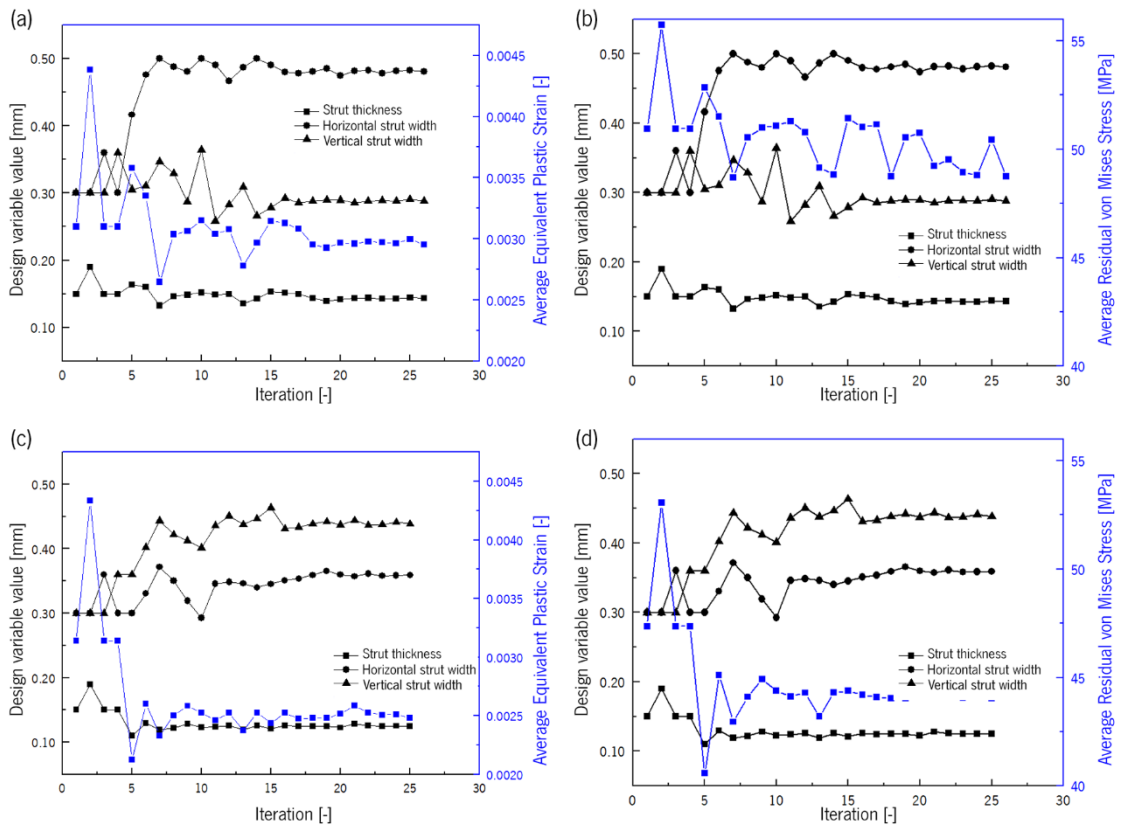 (a)
Design variable value [mm]
0.50
0.40
0.30
0.20
0.10
Strut thickness
Horizontal strut width
Vertical strut width
0.0045
0.0040
0.0035
0.0030
0.0025
0.0020
Average Equivalent Plastic Strain [-]
0 5 10 15 20 25 30
Iteration [-]
(b)
Design variable value [mm]
0.50
0.40
0.30
0.20
0.10
Strut thickness
Horizontal strut width
Vertical strut width
55
50
45
40
Average Residual von Mises Stress [MPa]
0 5 10 15 20 25 30
Iteration [-]
(c)
Design variable value [mm]
0.50
0.40
0.30
0.20
0.10
Strut thickness
Horizontal strut width
Vertical strut width
0.0045
0.0040
0.0035
0.0030
0.0025
0.0020
Average Equivalent Plastic Strain [-]
0 5 10 15 20 25 30
Iteration [-]
(d)
Design variable value [mm]
0.50
0.40
0.30
0.20
0.10
Strut thickness
Horizontal strut width
Vertical strut width
55
50
45
40
Average Residual von Mises Stress [MPa]
0 5 10 15 20 25 30
Iteration [-]